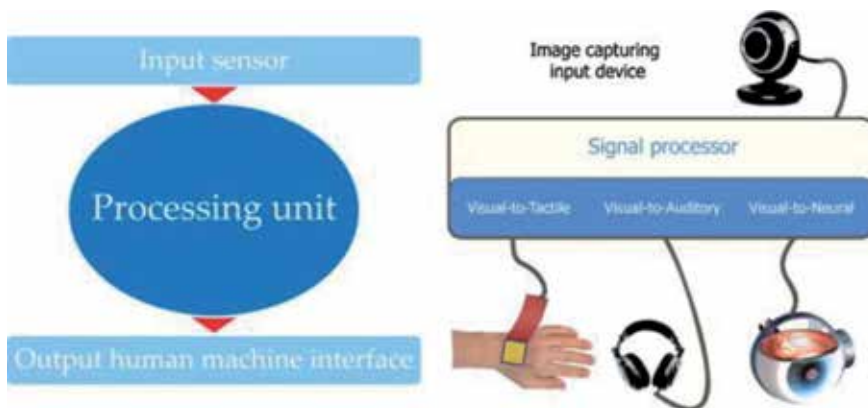 Input sensor
Processing unit
Output human machine interface
Image capturing
input device
Signal processor
Visual-to-Tactile Visual-to-Auditory Visual-to-Neural